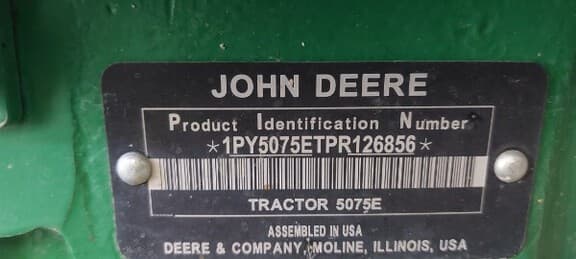 JOHN DEERE
Product Identification Number
*1PY5075ETPR126856*
TRACTOR 5075E
ASSEMBLED IN USA
DEERE & COMPANY, MOLINE, ILLINOIS, USA